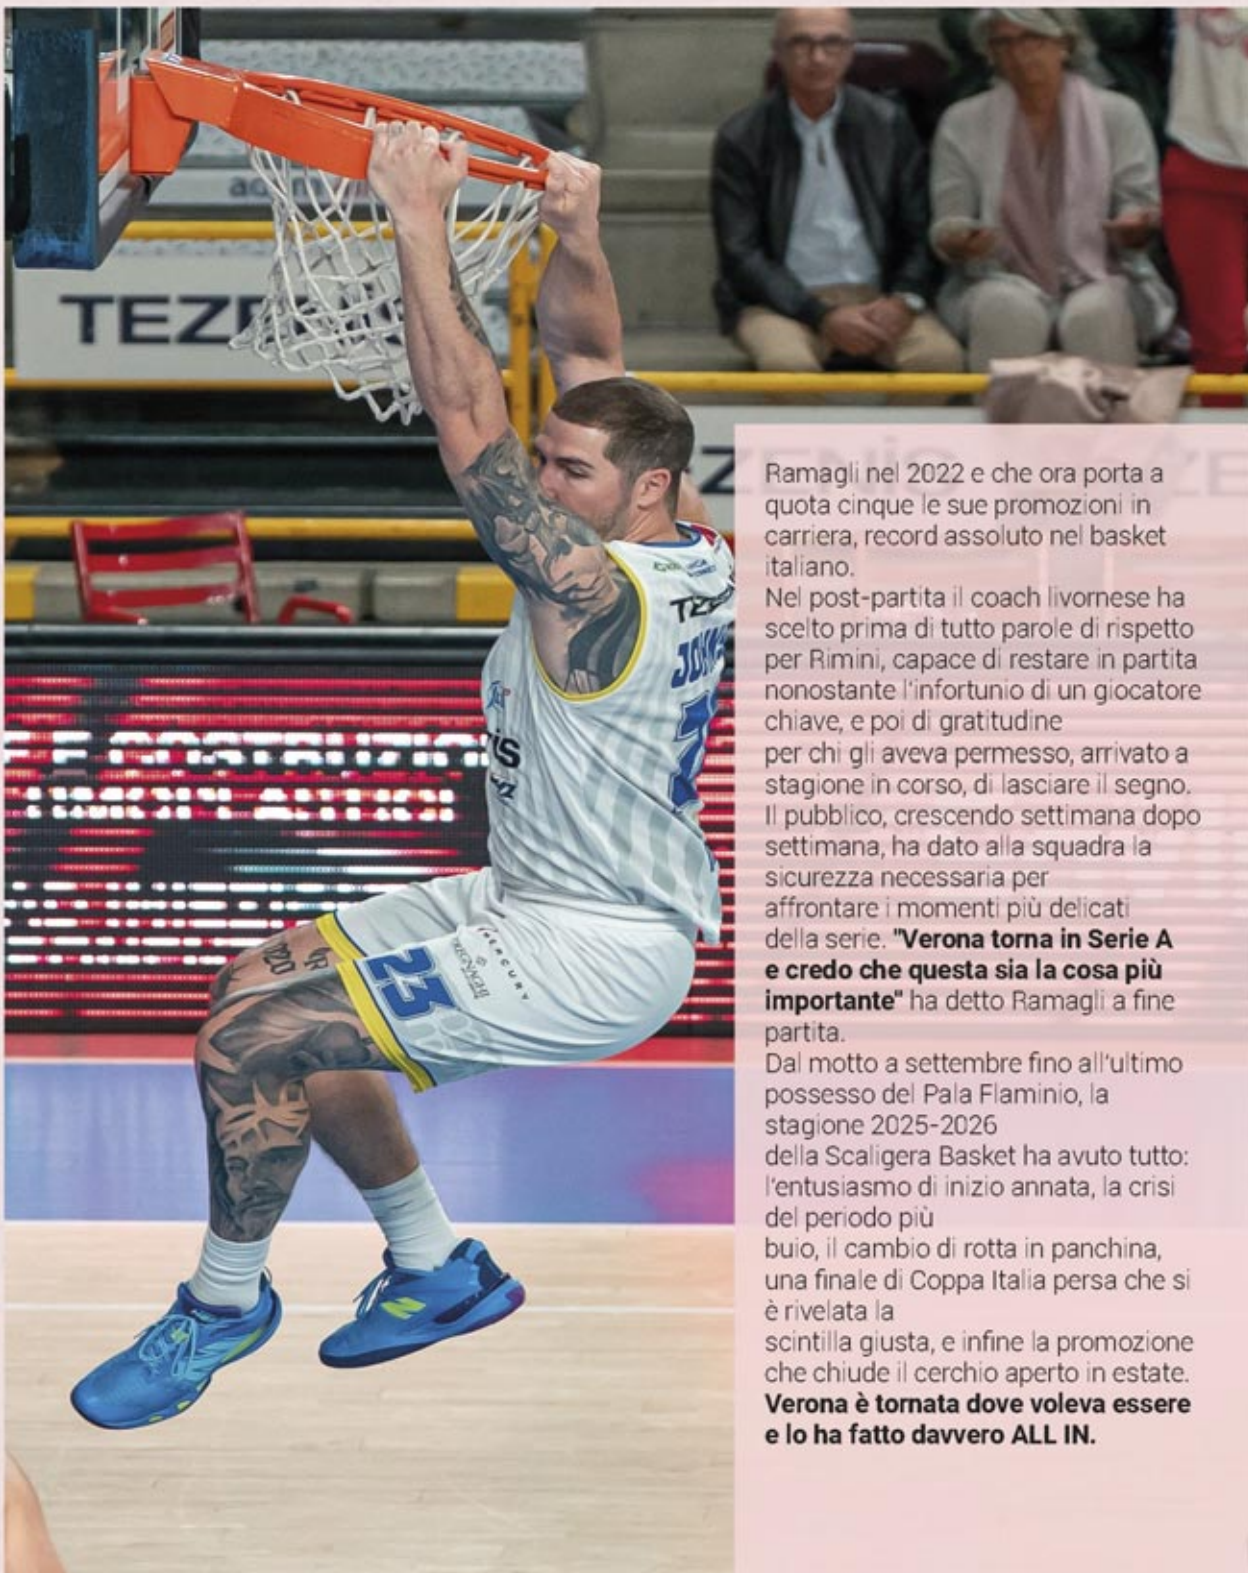 TEZENIS
Ramagli nel 2022 e che ora porta a
quota cinque le sue promozioni in
carriera, record assoluto nel basket
italiano.
Nel post-partita il coach livornese ha
scelto prima di tutto parole di rispetto
per Rimini, capace di restare in partita
nonostante l'infortunio di un giocatore
chiave, e poi di gratitudine
per chi gli aveva permesso, arrivato a
stagione in corso, di lasciare il segno.
Il pubblico, crescendo settimana dopo
settimana, ha dato alla squadra la
sicurezza necessaria per
affrontare i momenti più delicati
della serie. "Verona torna in Serie A
e credo che questa sia la cosa più
importante" ha detto Ramagli a fine
partita.
Dal motto a settembre fino all'ultimo
possesso del Pala Flaminio, la
stagione 2025-2026
della Scaligera Basket ha avuto tutto:
l'entusiasmo di inizio annata, la crisi
del periodo più
buio, il cambio di rotta in panchina,
una finale di Coppa Italia persa che si
è rivelata la
scintilla giusta, e infine la promozione
che chiude il cerchio aperto in estate.
Verona è tornata dove voleva essere
e lo ha fatto davvero ALL IN.
23
MERCURY
N